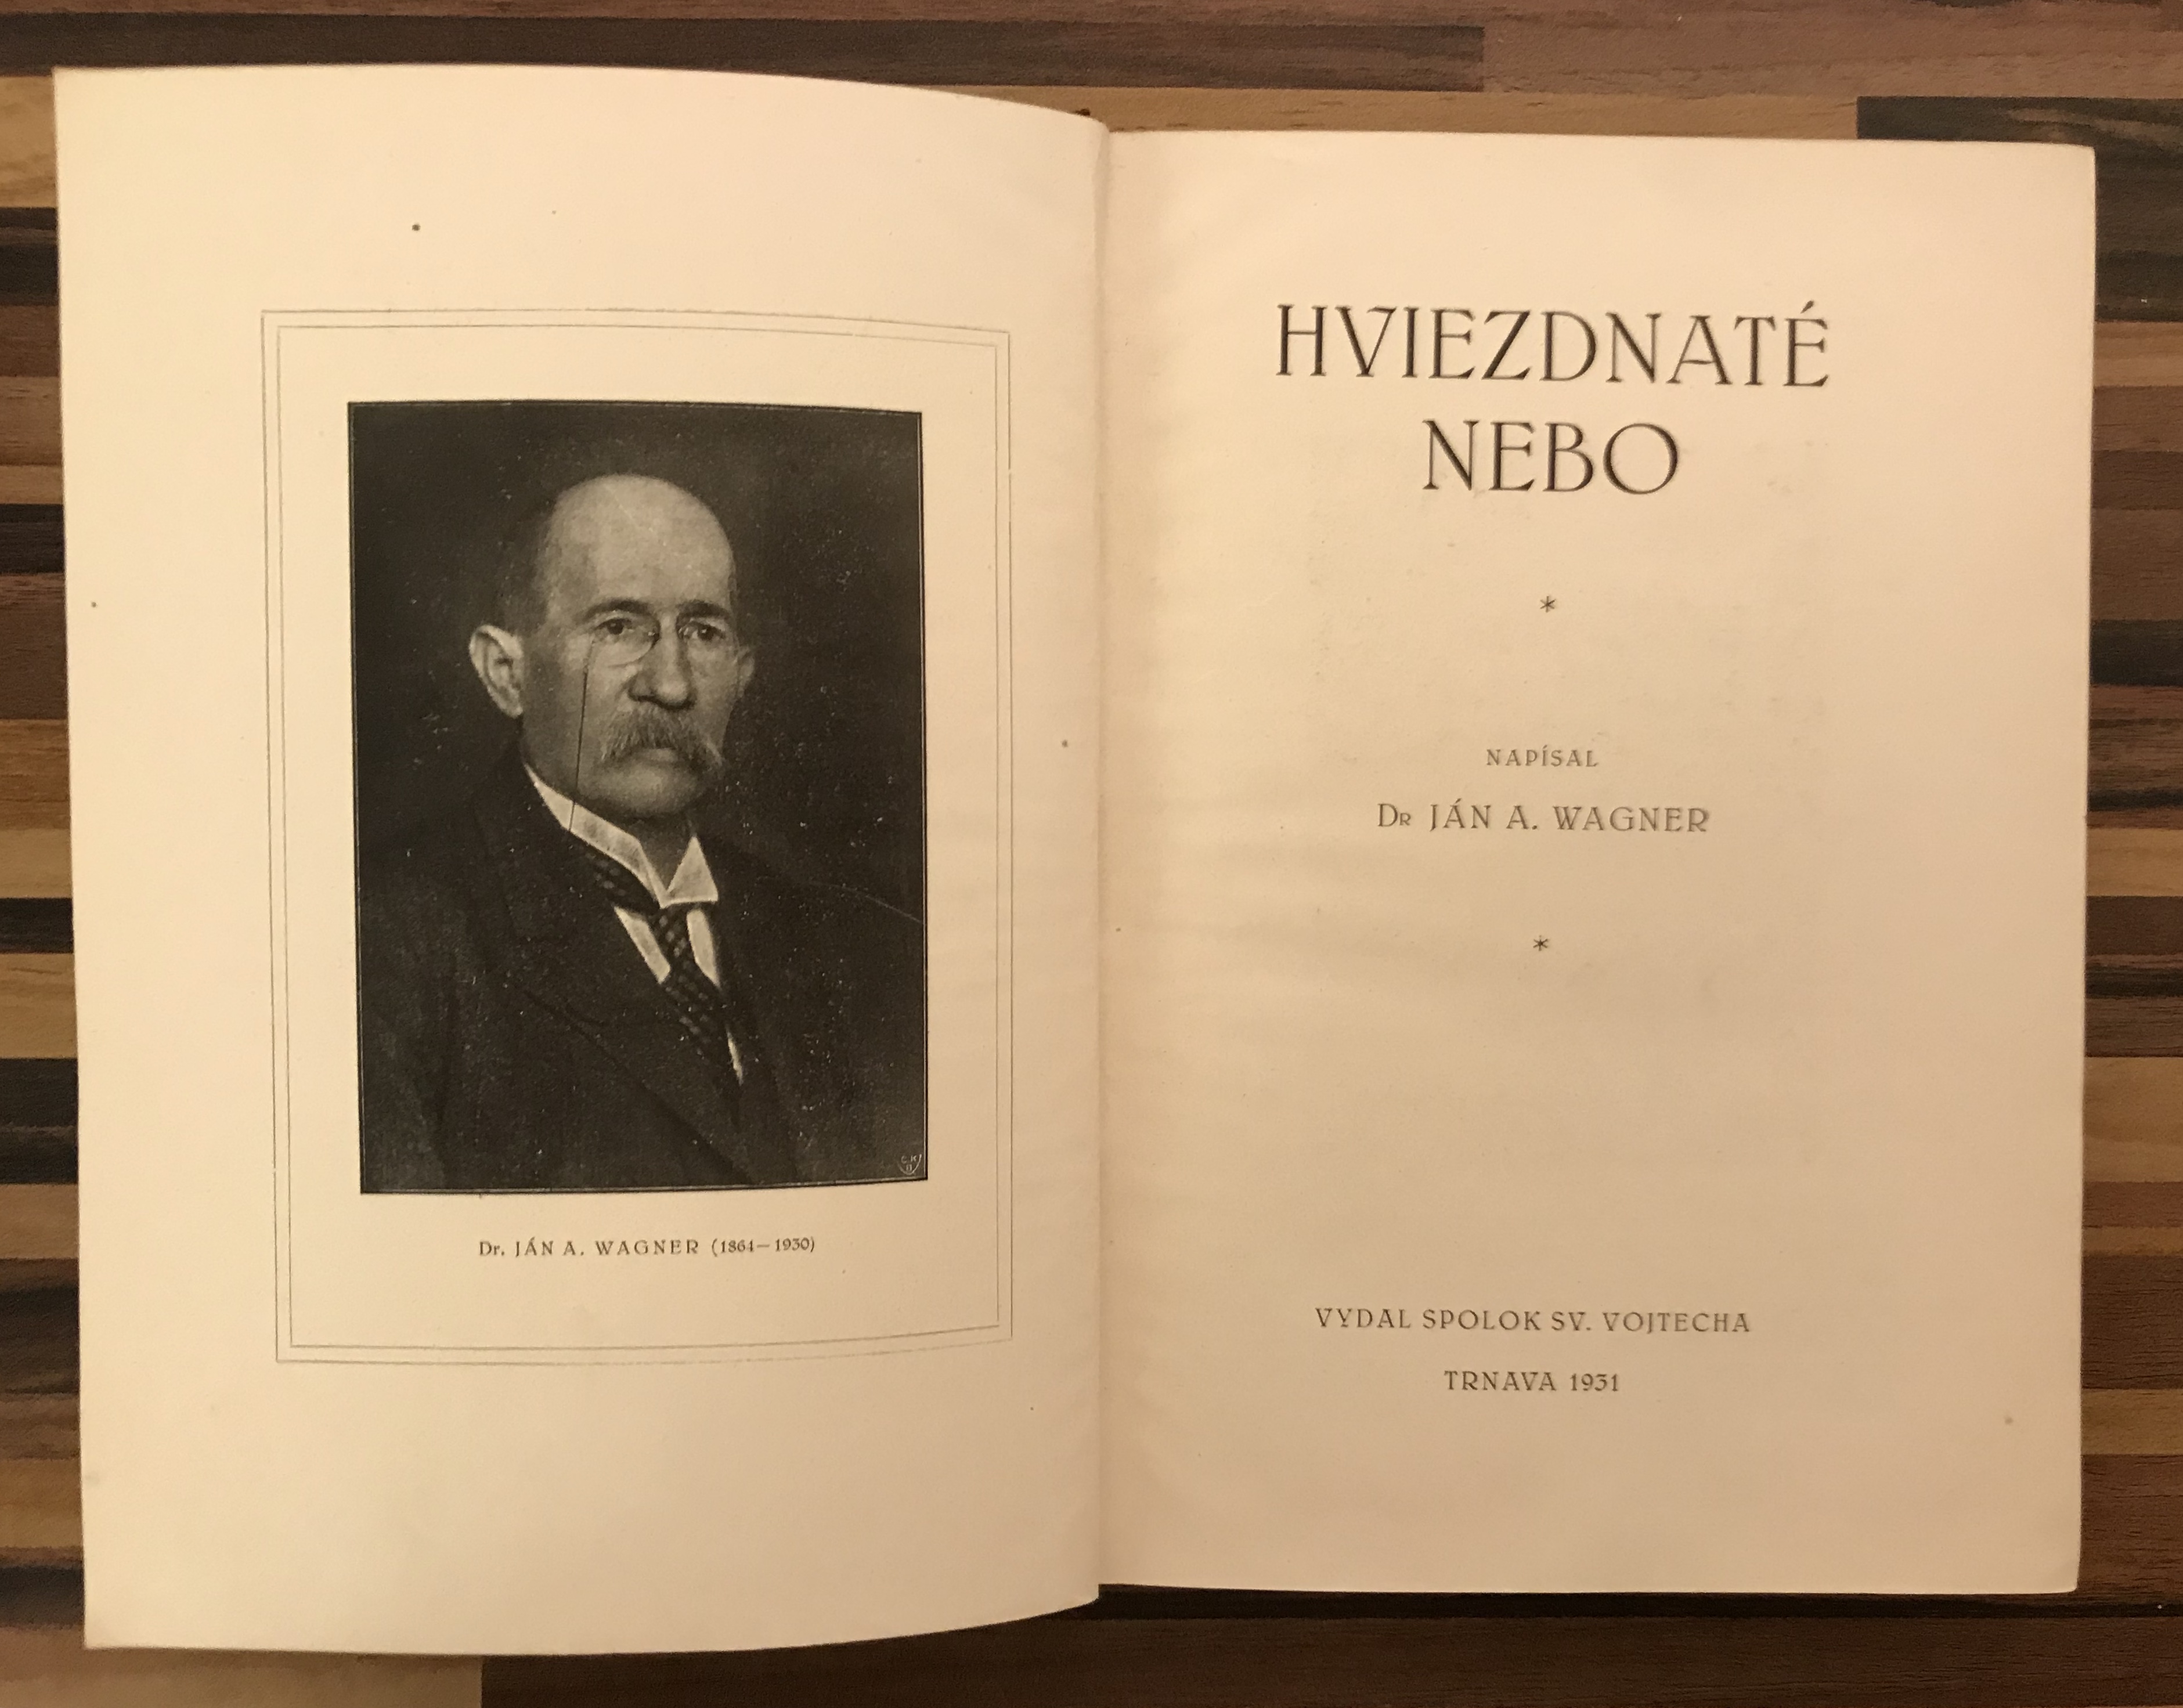 Dr. JÁN A. WAGNER (1864—1930)
HVIEZDNATÉ
NEBO
*
NAPÍSAL
DR JÁN A. WAGNER
*
VYDAL SPOLOK SV. VOJTECHA
TRNAVA 1931